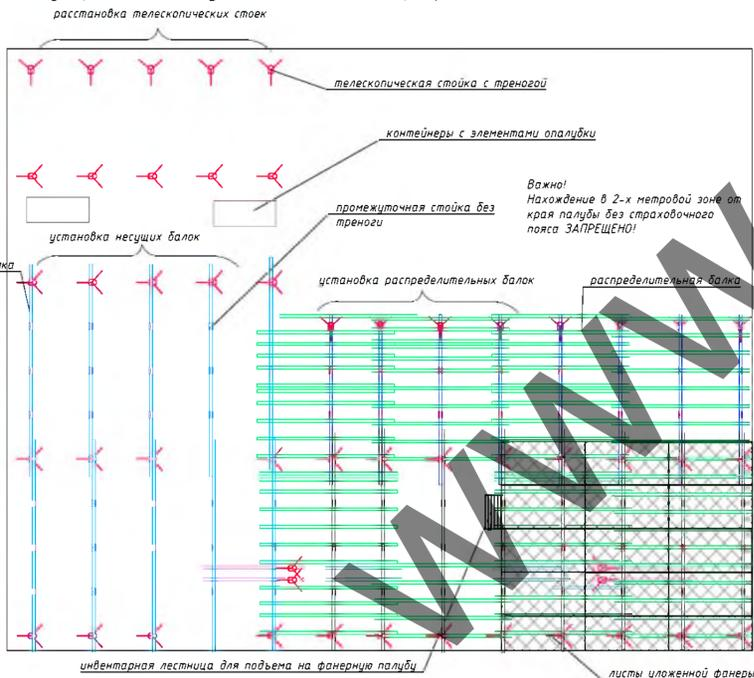 расстановка телескопических стоек
телескопическая стойка с треногой
контейнеры с элементами опалубки
Важно!
Нахождение в 2-х метровой зоне от
края палубы без страховочного
пояса ЗАПРЕЩЕНО!
промежуточная стойка без
треноги
установка несущих балок
установка распределительных балок
распределительная балка
инвентарная лестница для подъема на фанерную палубу
листы уложенной фанеры
WWW